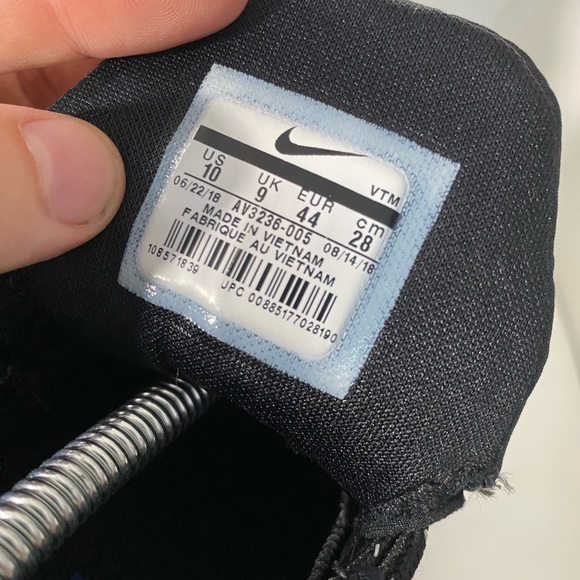 VTM
US UK EUR cm
10 9 44 28
06/22/18 AV3236-005 08/14/18
MADE IN VIETNAM
FABRIQUE AU VIETNAM
108571839
UPC 00885177028190